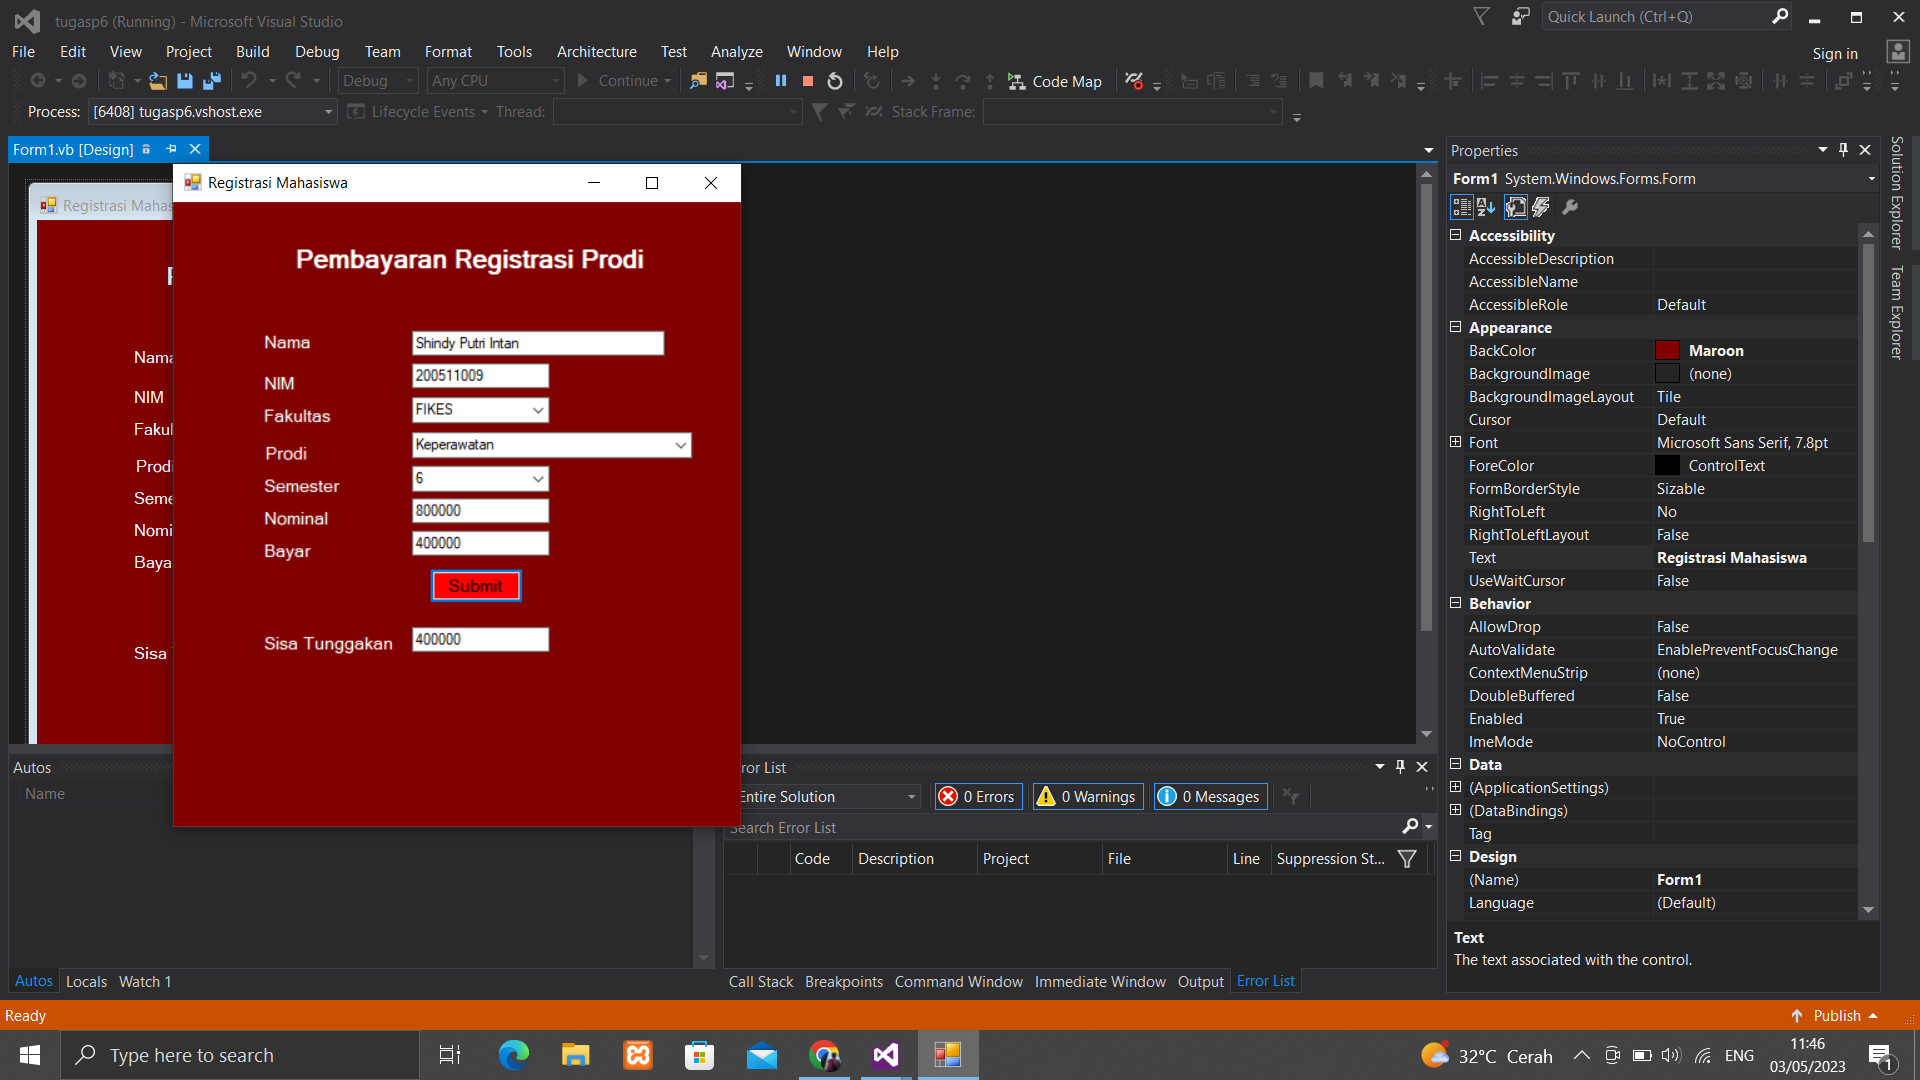 tugasp6 (Running) - Microsoft Visual Studio
Quick Launch (Ctrl+Q)
File Edit View Project Build Debug Team Format Tools Architecture Test Analyze Window Help
Sign in
Debug Any CPU Continue Code Map
Process: [6408] tugasp6.vshost.exe Lifecycle Events Thread: Stack Frame:
Form1.vb [Design]
Registrasi Mahas
Nama
NIM
Fakul
Prodi
Seme
Nomi
Baya
Sisa
Registrasi Mahasiswa
Pembayaran Registrasi Prodi
Nama Shindy Putri Intan
NIM 200511009
Fakultas FIKES
Prodi Keperawatan
Semester 6
Nominal 800000
Bayar 400000
Submit
Sisa Tunggakan 400000
Properties
Form1 System.Windows.Forms.Form
Accessibility
AccessibleDescription
AccessibleName
AccessibleRole Default
Appearance
BackColor Maroon
BackgroundImage (none)
BackgroundImageLayout Tile
Cursor Default
Font Microsoft Sans Serif, 7.8pt
ForeColor ControlText
FormBorderStyle Sizable
RightToLeft No
RightToLeftLayout False
Text Registrasi Mahasiswa
UseWaitCursor False
Behavior
AllowDrop False
AutoValidate EnablePreventFocusChange
ContextMenuStrip (none)
DoubleBuffered False
Enabled True
ImeMode NoControl
Data
(ApplicationSettings)
(DataBindings)
Tag
Design
(Name) Form1
Language (Default)
Text
The text associated with the control.
Solution Explorer
Team Explorer
Autos
Name
Autos Locals Watch 1
ror List
Entire Solution 0 Errors 0 Warnings 0 Messages
Search Error List
Code Description Project File Line Suppression St...
Call Stack Breakpoints Command Window Immediate Window Output Error List
Ready
Publish
Type here to search
32°C Cerah
ENG
11:46
03/05/2023
1